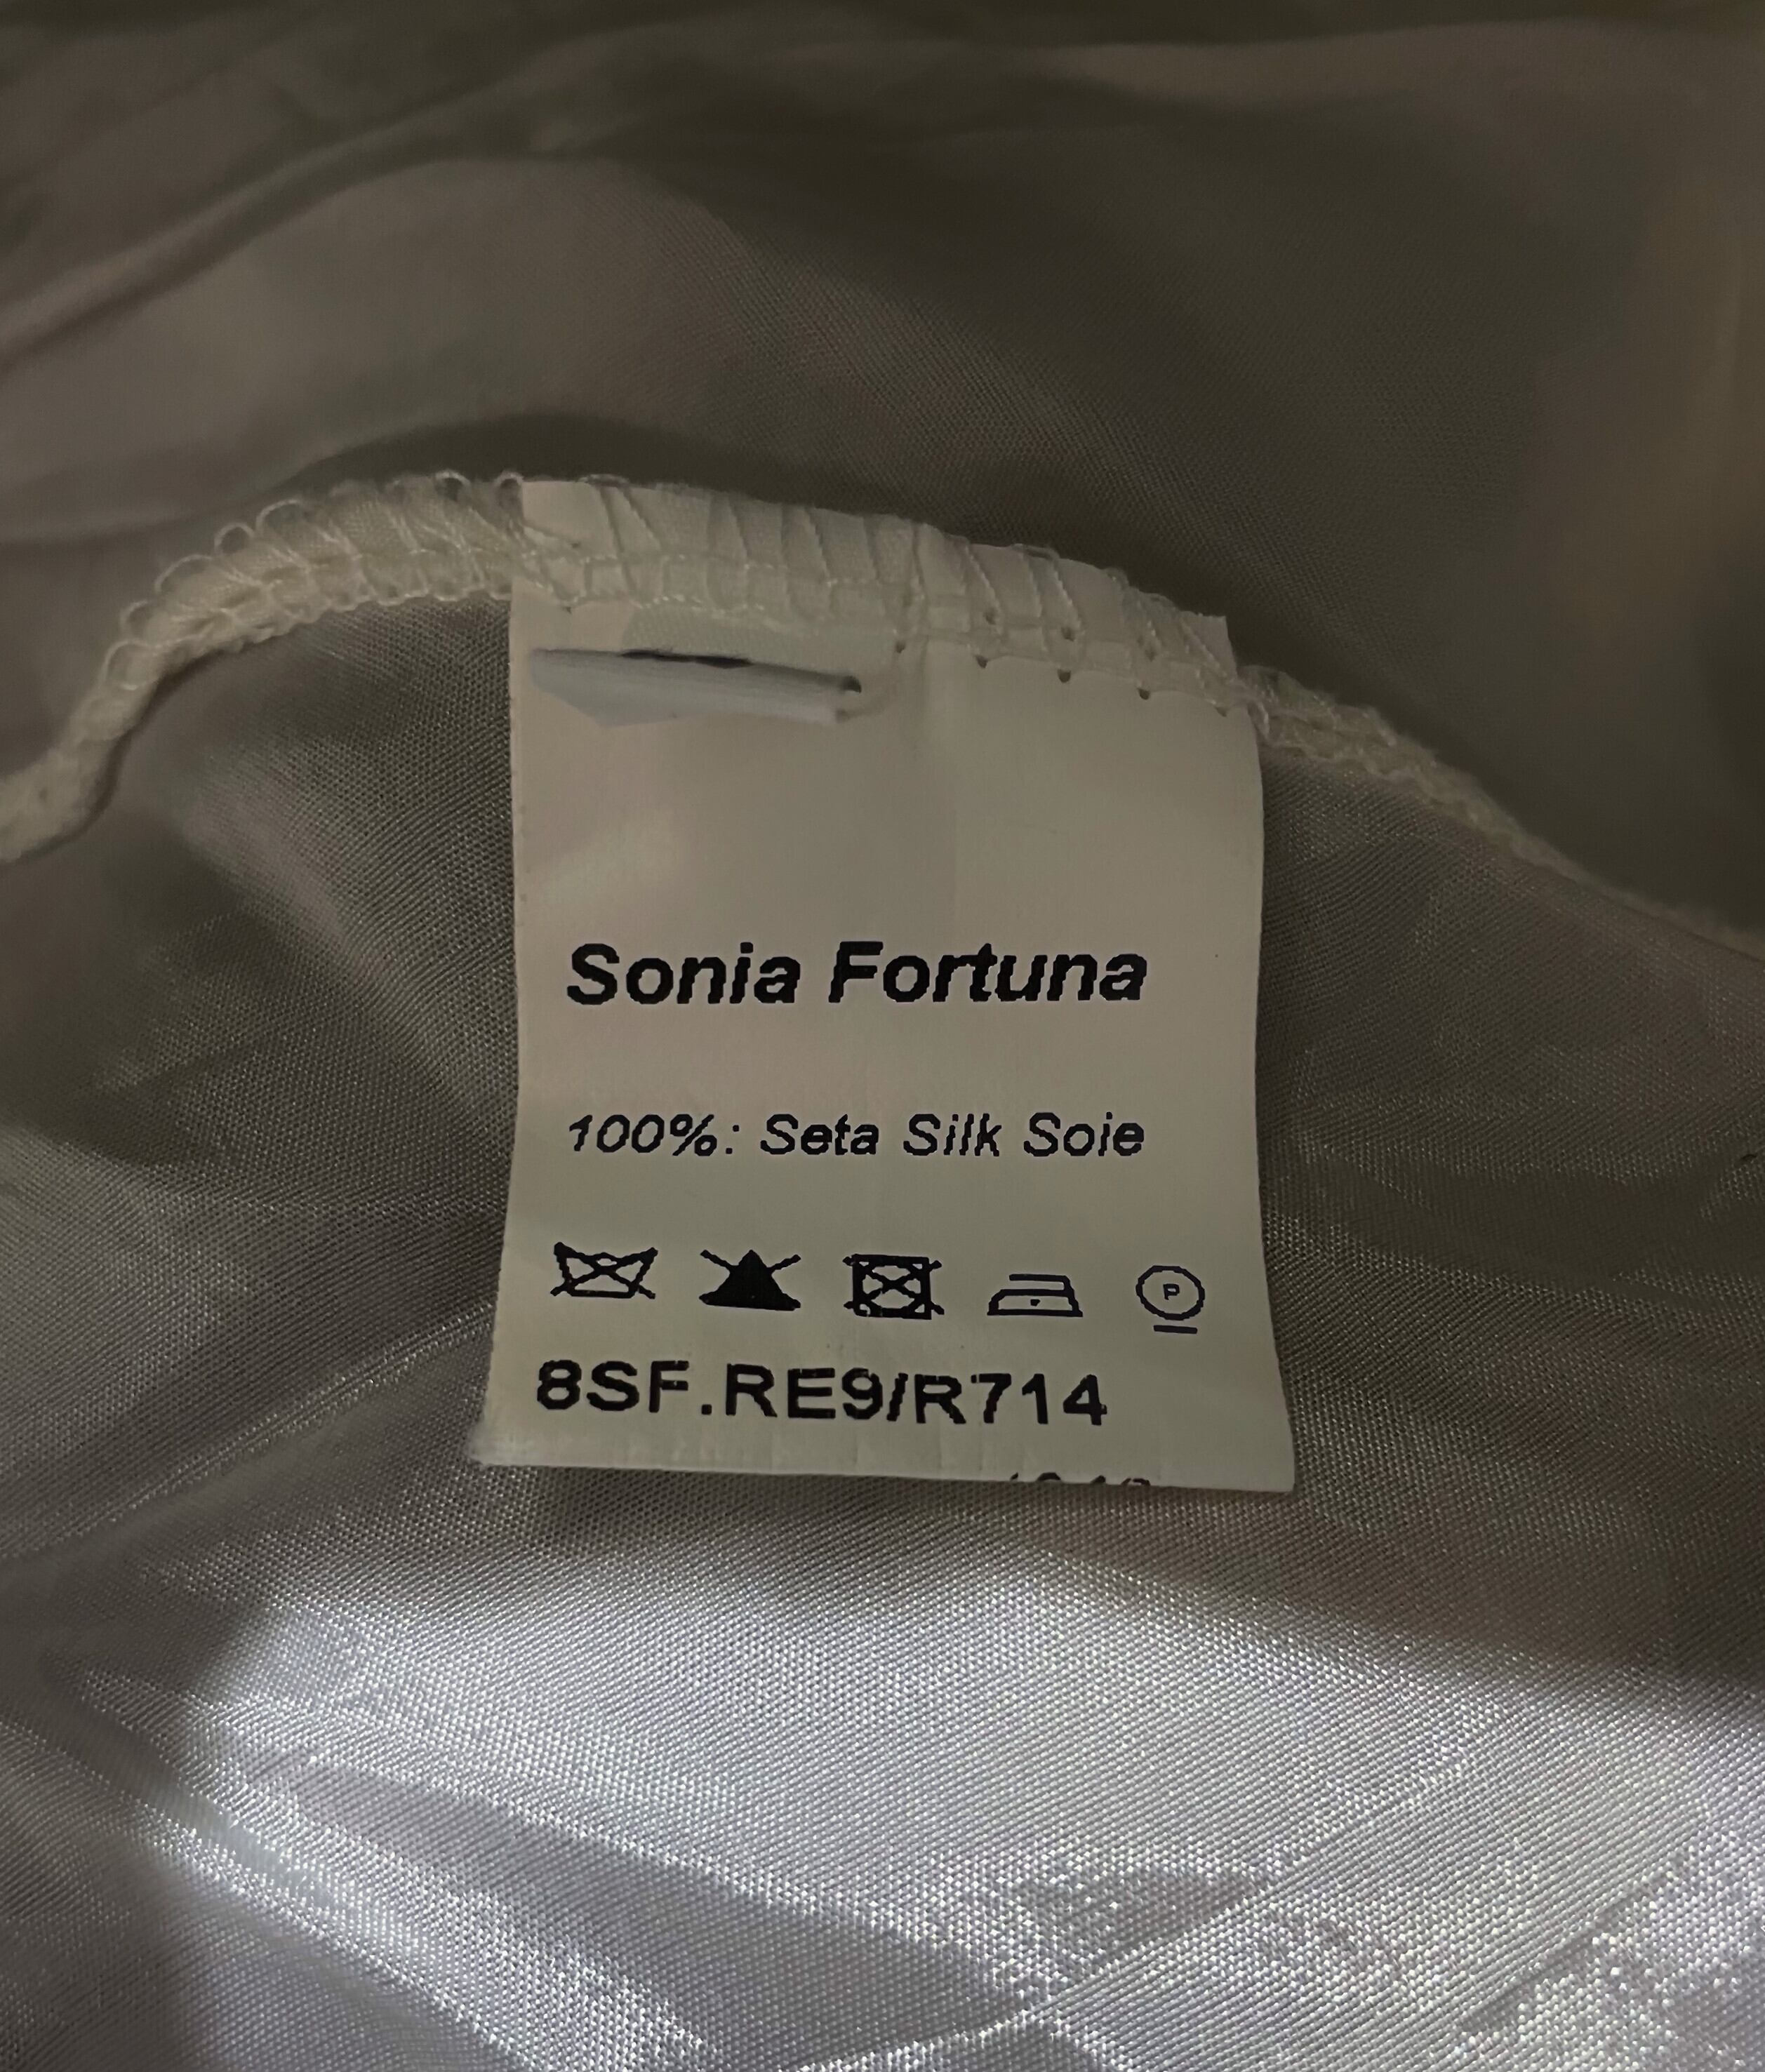 Sonia Fortuna
100%: Seta Silk Soie
P
8SF.RE9/R714